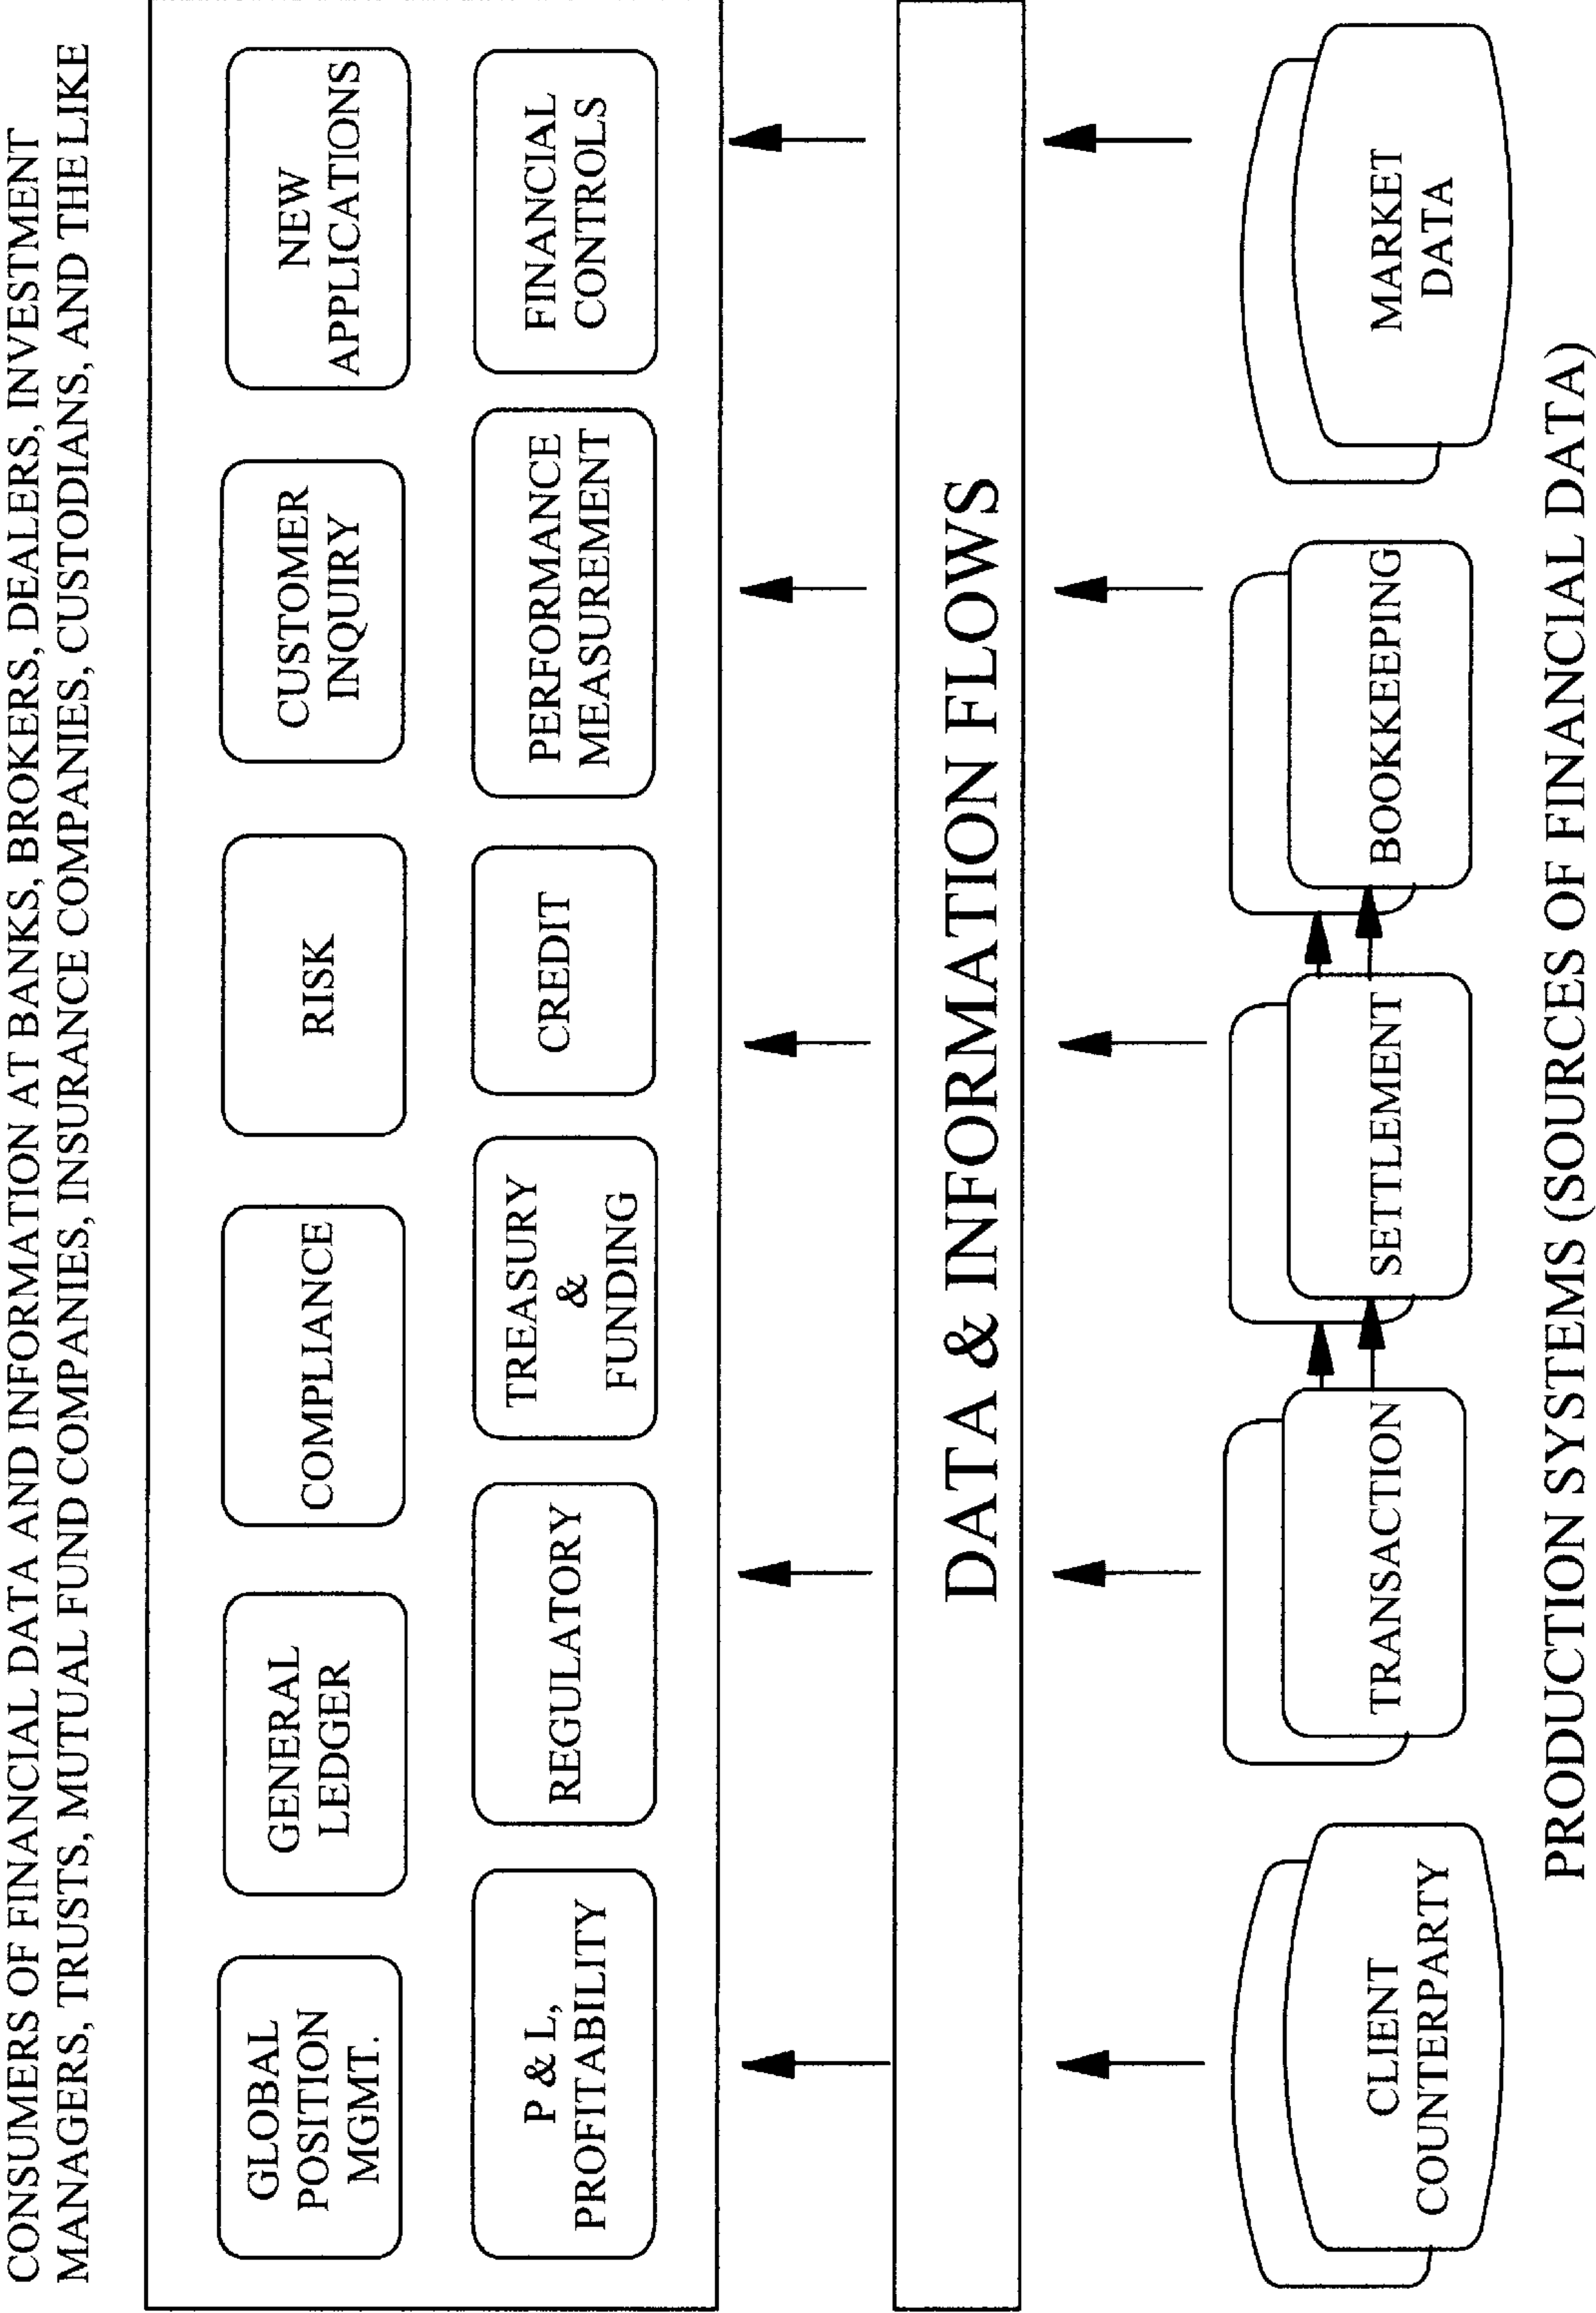 CONSUMERS OF FINANCIAL DATA AND INFORMATION AT BANKS, BROKERS, DEALERS, INVESTMENT
MANAGERS, TRUSTS, MUTUAL FUND COMPANIES, INSURANCE COMPANIES, CUSTODIANS, AND THE LIKE
GLOBAL
POSITION
MGMT.
GENERAL
LEDGER
COMPLIANCE
RISK
CUSTOMER
INQUIRY
NEW
APPLICATIONS
P & L,
PROFITABILITY
REGULATORY
TREASURY
&
FUNDING
CREDIT
PERFORMANCE
MEASUREMENT
FINANCIAL
CONTROLS
DATA & INFORMATION FLOWS
CLIENT
COUNTERPARTY
TRANSACTION
SETTLEMENT
BOOKKEEPING
MARKET
DATA
PRODUCTION SYSTEMS (SOURCES OF FINANCIAL DATA)